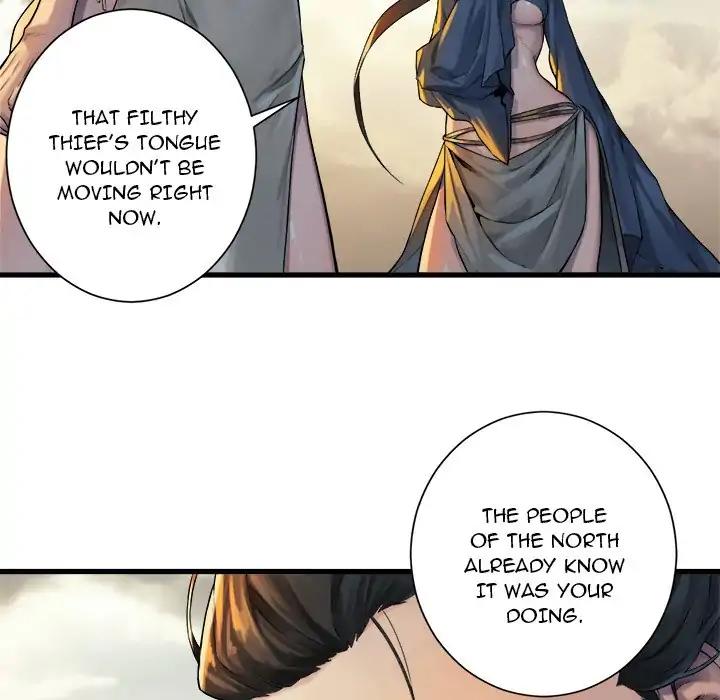 THAT FILTHY
THIEF'S TONGUE
WOULDN'T BE
MOVING RIGHT
NOW.
THE PEOPLE
OF THE NORTH
ALREADY KNOW
IT WAS YOUR
DOING.